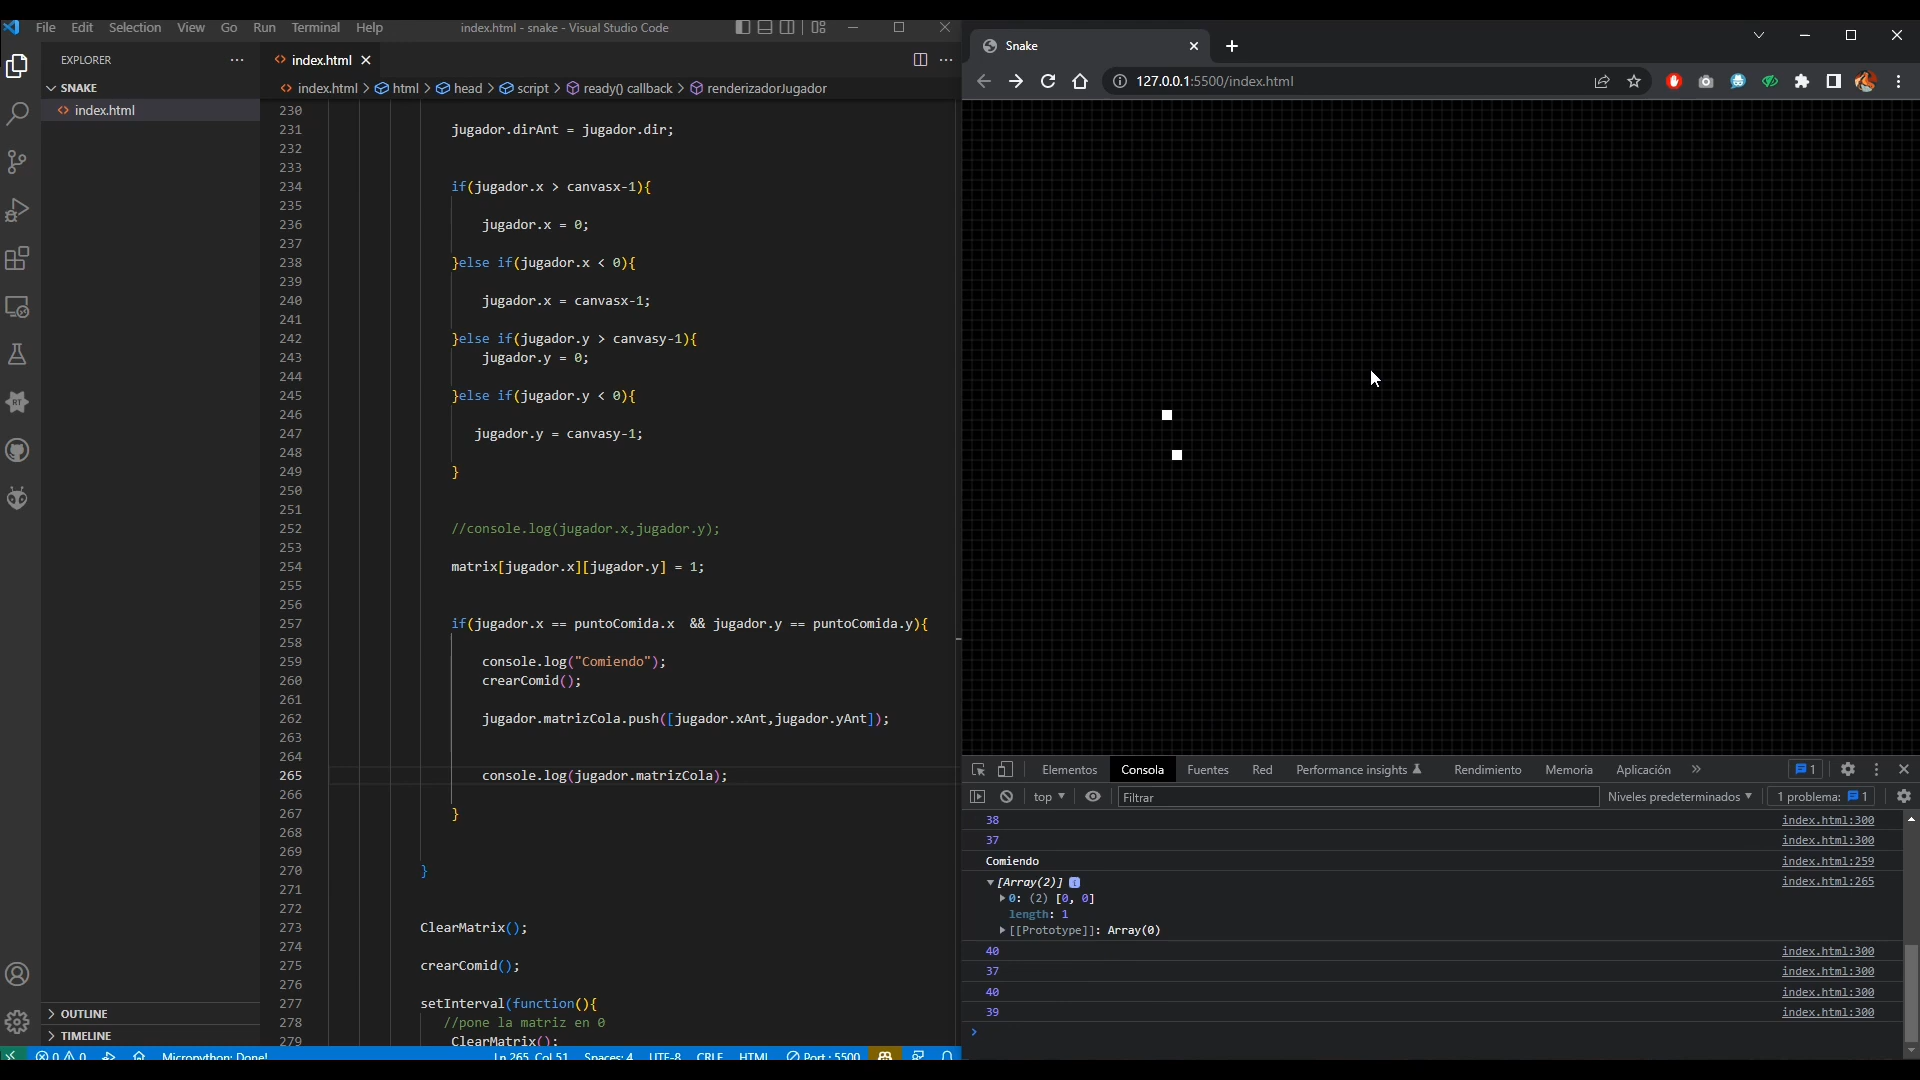 File Edit Selection View Go Run Terminal Help
index.html - snake - Visual Studio Code
EXPLORER
SNAKE
index.html
OUTLINE
TIMELINE
index.html
index.html > html > head > script > ready() callback > renderizadorJugador
230
231 jugador.dirAnt = jugador.dir;
232
233
234 if(jugador.x > canvasx-1){
235
236 jugador.x = 0;
237
238 }else if(jugador.x < 0){
239
240 jugador.x = canvasx-1;
241
242 }else if(jugador.y > canvasy-1){
243 jugador.y = 0;
244
245 }else if(jugador.y < 0){
246
247 jugador.y = canvasy-1;
248
249 }
250
251
252 //console.log(jugador.x,jugador.y);
253
254 matrix[jugador.x][jugador.y] = 1;
255
256
257 if(jugador.x == puntoComida.x && jugador.y == puntoComida.y){
258
259 console.log("Comiendo");
260 crearComid();
261
262 jugador.matrizCola.push([jugador.xAnt,jugador.yAnt]);
263
264
265 console.log(jugador.matrizCola);
266
267 }
268
269
270 }
271
272
273 ClearMatrix();
274
275 crearComid();
276
277 setInterval(function(){
278 //pone la matriz en 0
279 ClearMatrix();
0 0 Micropython: Done! Ln 265, Col 51 Spaces: 4 UTF-8 CRLF HTML Port : 5500
Snake
127.0.0.1:5500/index.html
Elementos Consola Fuentes Red Performance insights Rendimiento Memoria Aplicación » 1
top Filtrar Niveles predeterminados 1 problema: 1
38 index.html:300
37 index.html:300
Comiendo index.html:259
[Array(2)] i index.html:265
0: (2) [0, 0]
length: 1
[[Prototype]]: Array(0)
40 index.html:300
37 index.html:300
40 index.html:300
39 index.html:300